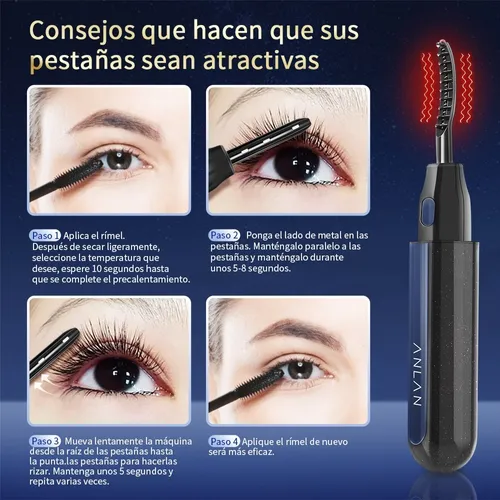 Consejos que hacen que sus
pestañas sean atractivas
Paso 1 Aplica el rímel.
Después de secar ligeramente,
seleccione la temperatura que
desee, espere 10 segundos hasta
que se complete el precalentamiento.
Paso 2 Ponga el lado de metal en las
pestañas. Manténgalo paralelo a las
pestañas y manténgalo durante
unos 5-8 segundos.
Paso 3 Mueva lentamente la máquina
desde la raíz de las pestañas hasta
la punta.las pestañas para hacerlas
rizar. Mantenga unos 5 segundos y
repita varias veces.
Paso 4 Aplique el rímel de nuevo
será más eficaz.
ANLAN